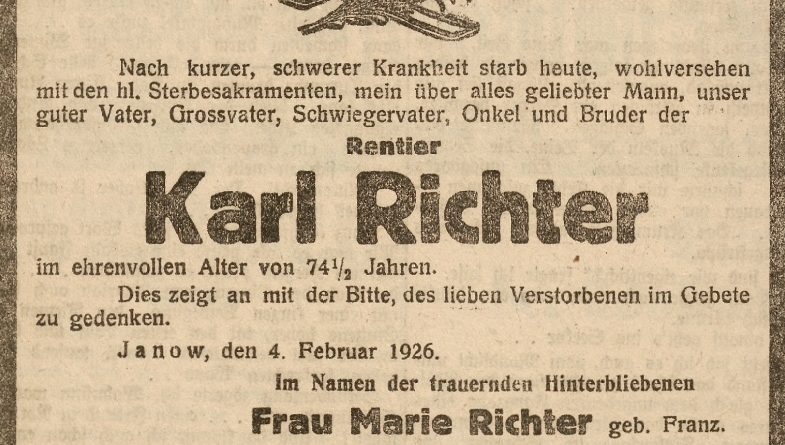 Nach kurzer, schwerer Krankheit starb heute, wohlversehen
mit den hl. Sterbesakramenten, mein über alles geliebter Mann, unser
guter Vater, Grossvater, Schwiegervater, Onkel und Bruder der
Rentier
Karl Richter
im ehrenvollen Alter von 74½ Jahren.
Dies zeigt an mit der Bitte, des lieben Verstorbenen im Gebete
zu gedenken.
Janow, den 4. Februar 1926.
Im Namen der trauernden Hinterbliebenen
Frau Marie Richter geb. Franz.